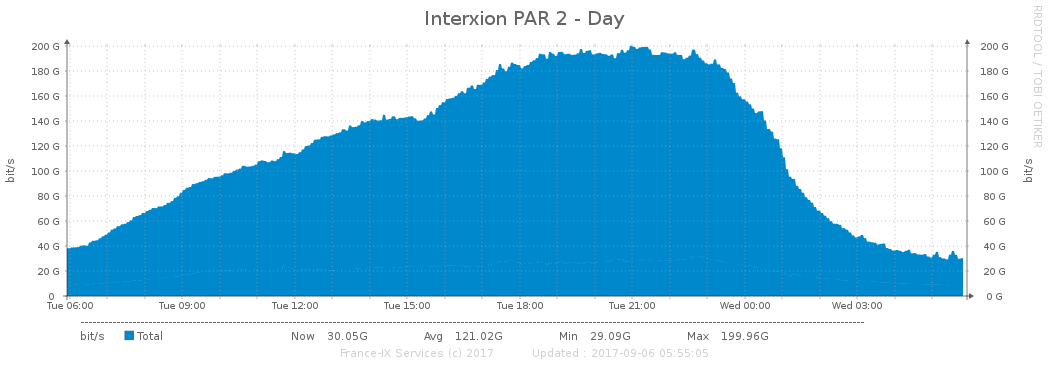 Interxion PAR 2 - Day
RRDTOOL / TOBI OETIKER
bit/s
bit/s
200 G 200 G
180 G 180 G
160 G 160 G
140 G 140 G
120 G 120 G
100 G 100 G
80 G 80 G
60 G 60 G
40 G 40 G
20 G 20 G
0 0 G
Tue 06:00 Tue 09:00 Tue 12:00 Tue 15:00 Tue 18:00 Tue 21:00 Wed 00:00 Wed 03:00
bit/s Total Now 30.05G Avg 121.02G Min 29.09G Max 199.96G
France-IX Services (c) 2017 Updated : 2017-09-06 05:55:05